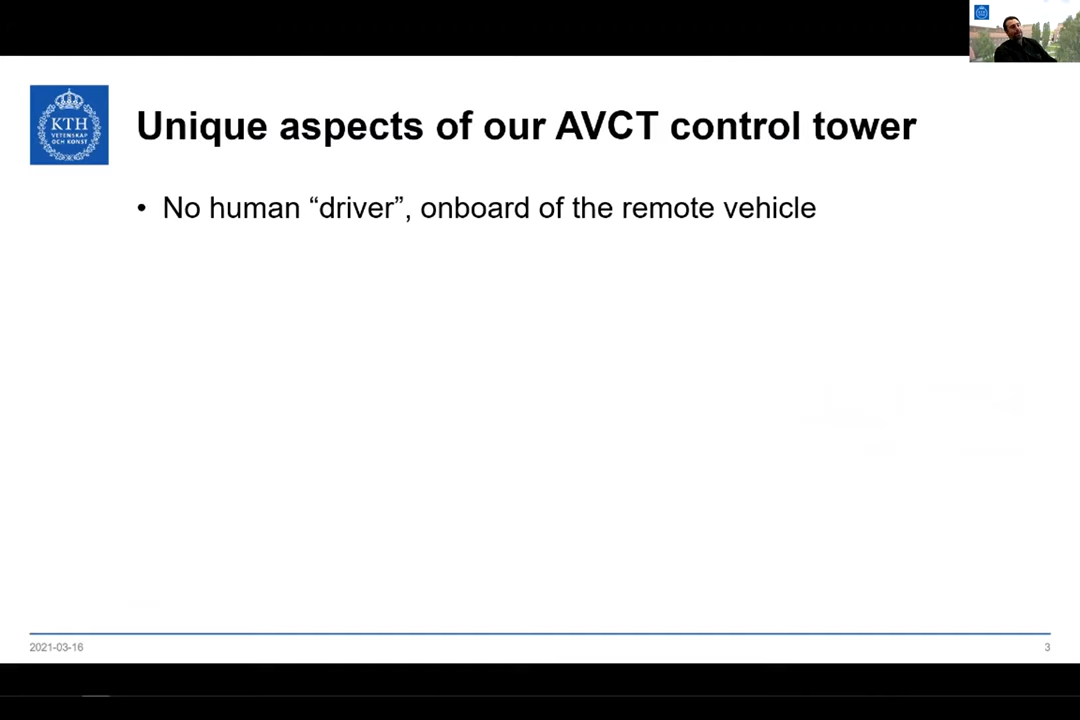 KTH
VETENSKAP
OCH KONST
Unique aspects of our AVCT control tower
• No human “driver”, onboard of the remote vehicle
2021-03-16
3